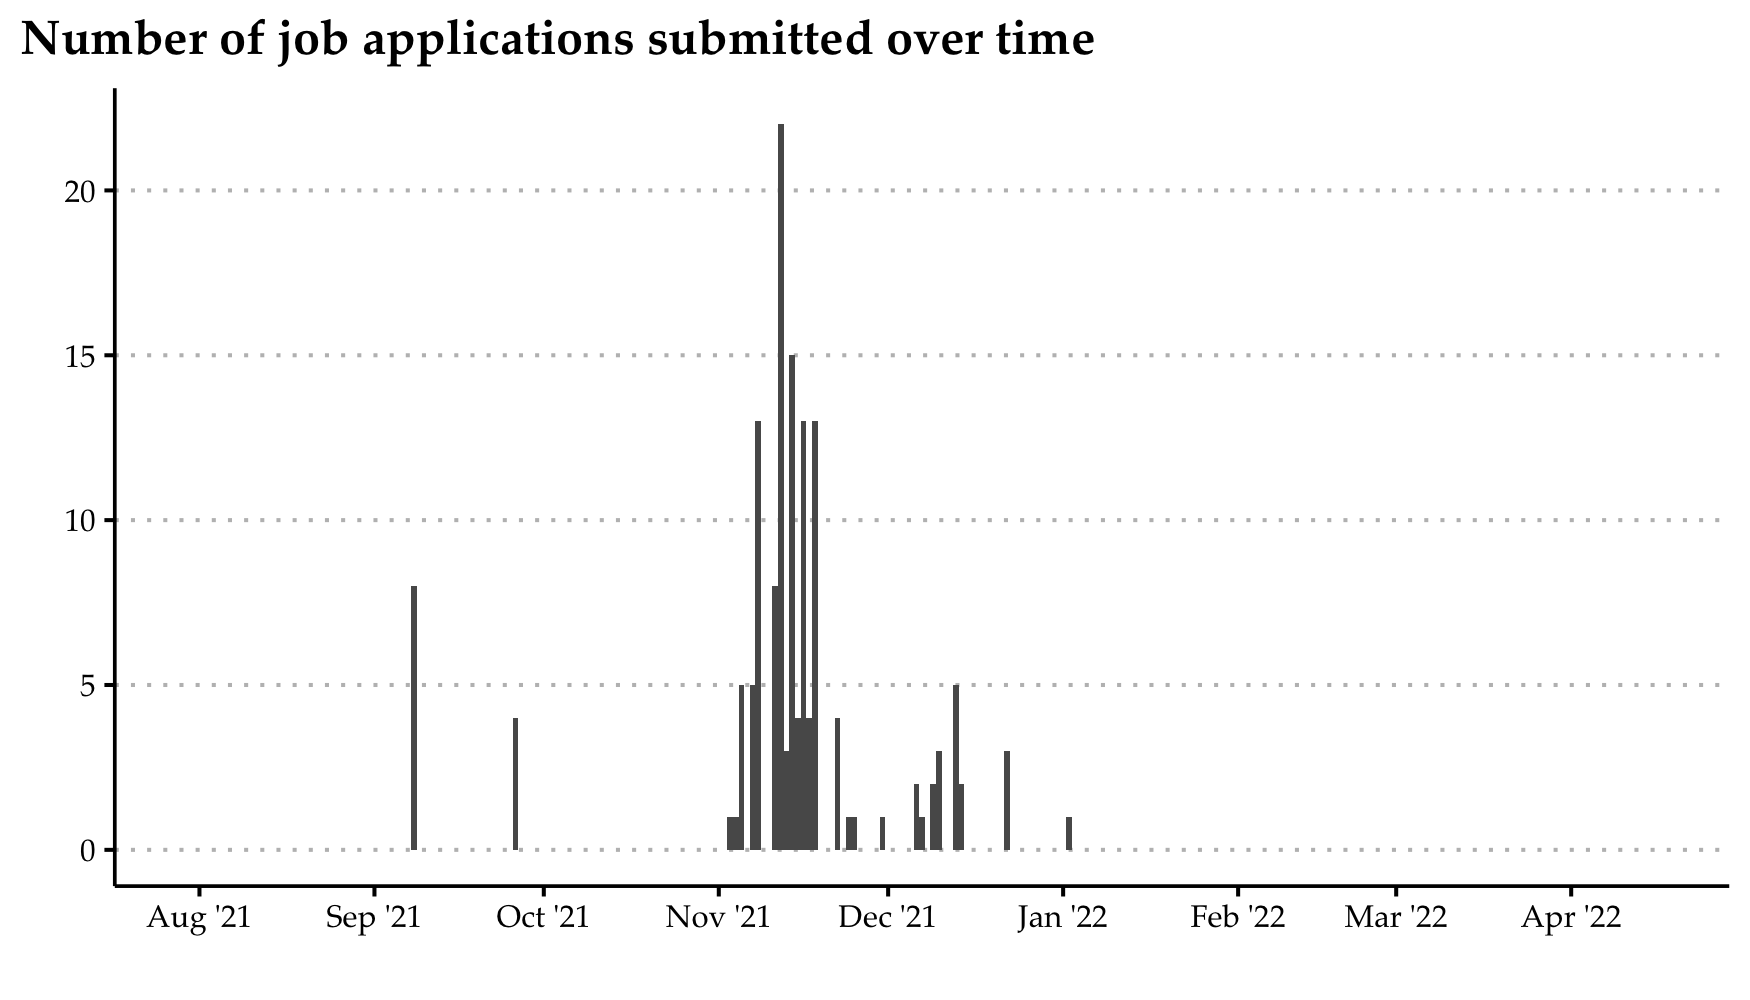 Number of job applications submitted over time
20
15
10
5
0
Aug '21 Sep '21 Oct '21 Nov '21 Dec '21 Jan '22 Feb '22 Mar '22 Apr '22